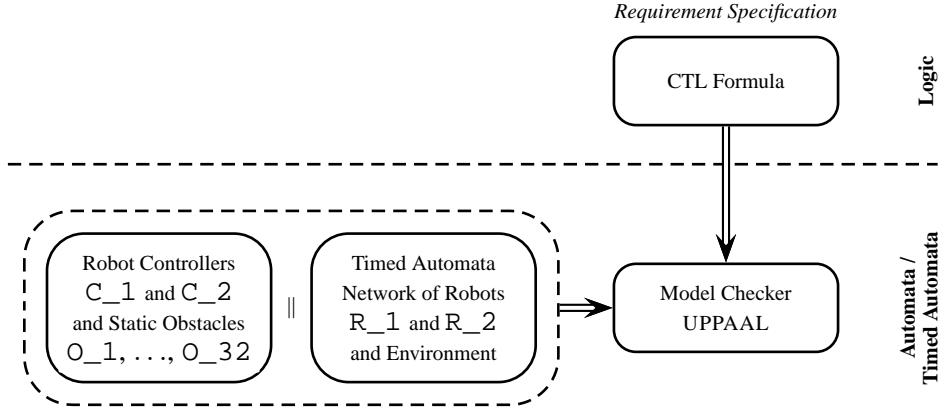 Requirement Specification
CTL Formula
Logic
Robot Controllers
C_1 and C_2
and Static Obstacles
O_1, ..., O_32
||
Timed Automata
Network of Robots
R_1 and R_2
and Environment
Model Checker
UPPAAL
Automata /
Timed Automata